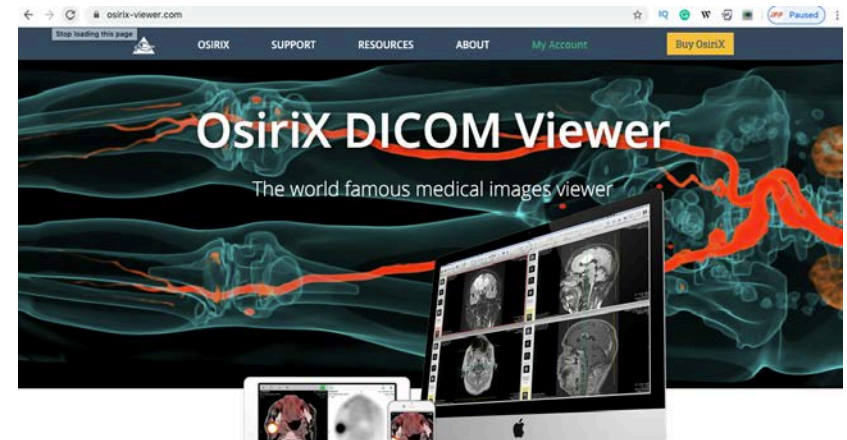 osirix-viewer.com
IQ
W
Paused
Stop loading this page
OSIRIX SUPPORT RESOURCES ABOUT My Account Buy OsiriX
OsiriX DICOM Viewer
The world famous medical images viewer